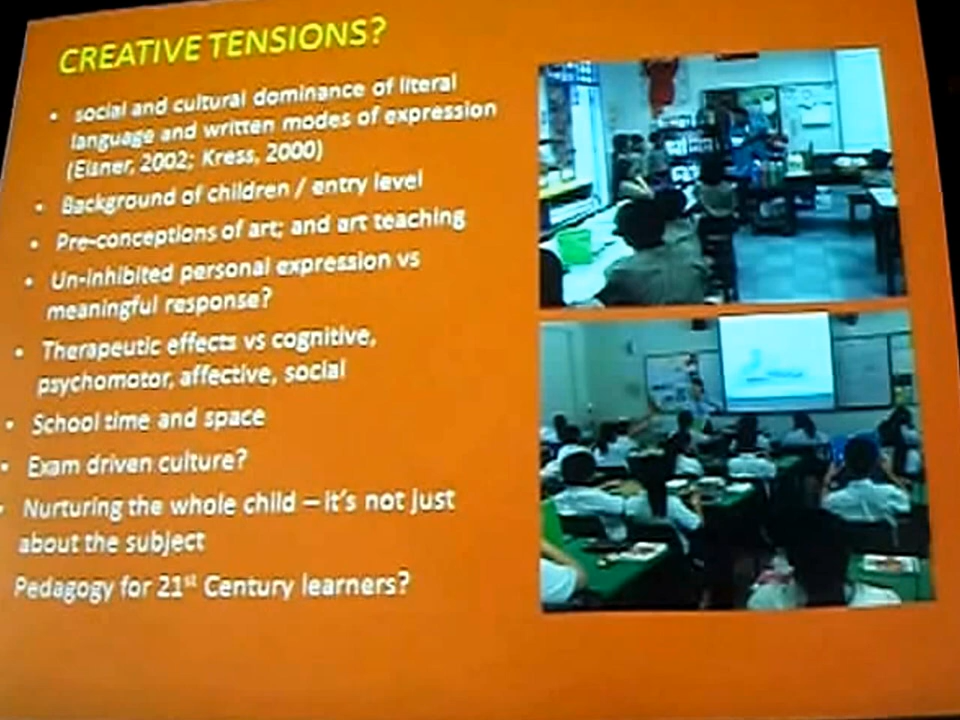 CREATIVE TENSIONS?
• social and cultural dominance of literal
language and written modes of expression
(Eisner, 2002; Kress, 2000)
• Background of children / entry level
• Pre-conceptions of art; and art teaching
• Un-inhibited personal expression vs
meaningful response?
• Therapeutic effects vs cognitive,
psychomotor, affective, social
• School time and space
• Exam driven culture?
• Nurturing the whole child – it's not just
about the subject
Pedagogy for 21st Century learners?